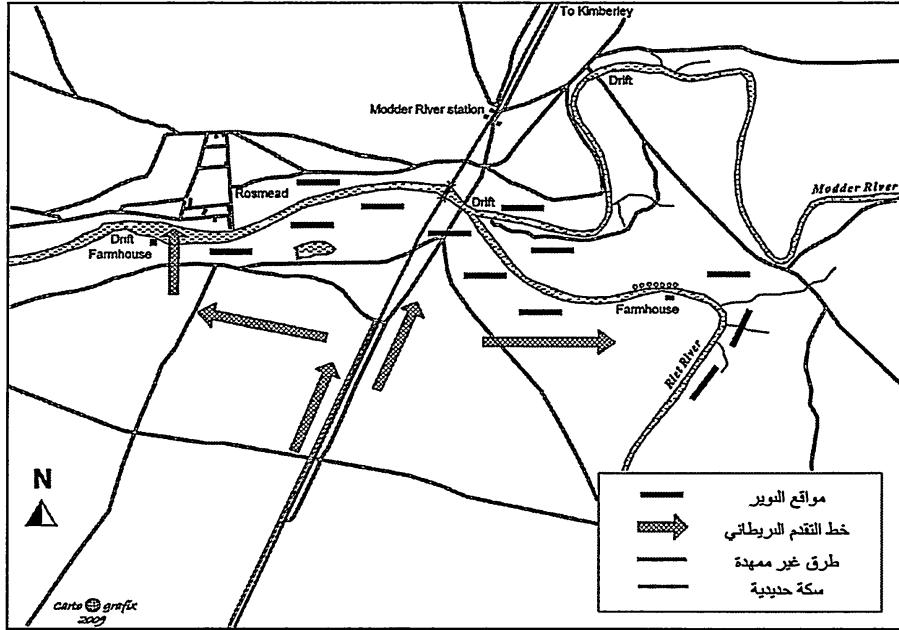 To Kimberley
Drift
Modder River station
Modder River
Rosmead
Drift
Drift
Farmhouse
Farmhouse
Riet River
N
مواقع البوير
خط التقدم البريطاني
طرق غير ممهدة
سكة حديدية
Carto grafix
2009